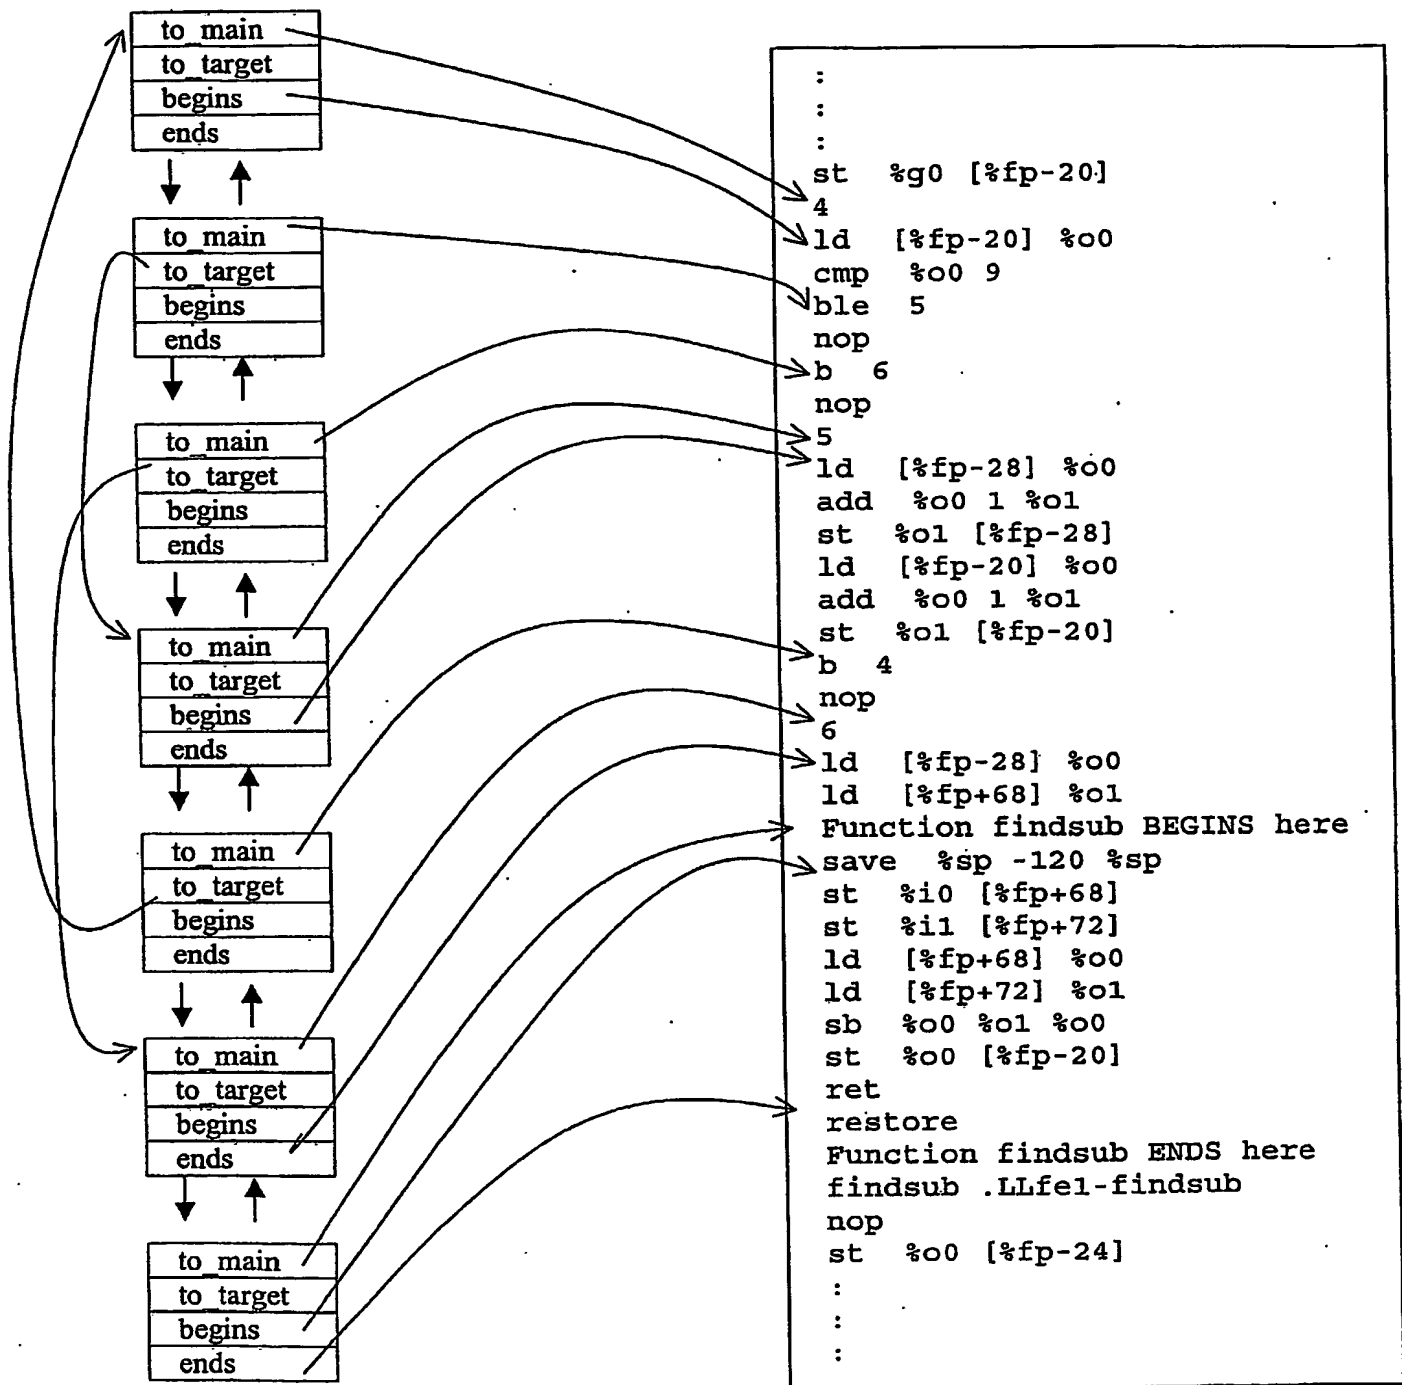 to_main
to_target
begins
ends
to_main
to_target
begins
ends
to_main
to_target
begins
ends
to_main
to_target
begins
ends
to_main
to_target
begins
ends
to_main
to_target
begins
ends
to_main
to_target
begins
ends
:
:
:
st %g0 [%fp-20]
4
ld [%fp-20] %o0
cmp %o0 9
ble 5
nop
b 6
nop
5
ld [%fp-28] %o0
add %o0 1 %o1
st %o1 [%fp-28]
ld [%fp-20] %o0
add %o0 1 %o1
st %o1 [%fp-20]
b 4
nop
6
ld [%fp-28] %o0
ld [%fp+68] %o1
Function findsub BEGINS here
save %sp -120 %sp
st %i0 [%fp+68]
st %i1 [%fp+72]
ld [%fp+68] %o0
ld [%fp+72] %o1
sb %o0 %o1 %o0
st %o0 [%fp-20]
ret
restore
Function findsub ENDS here
findsub .LLfe1-findsub
nop
st %o0 [%fp-24]
:
:
: